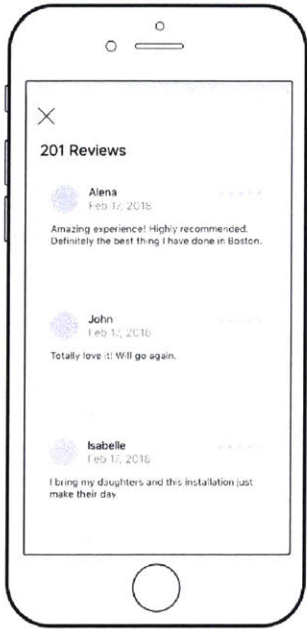 201 Reviews
Alena
Feb 17, 2018
Amazing experience! Highly recommended.
Definitely the best thing I have done in Boston.
John
Feb 17, 2018
Totally love it! Will go again.
Isabelle
Feb 17, 2018
I bring my daughters and this installation just
make their day